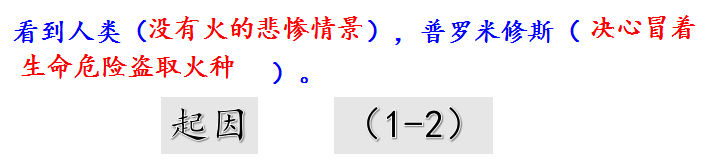 看到人类（没有火的悲惨情景），普罗米修斯（ 决心冒着
生命危险盗取火种 ）。
起因 （1-2）